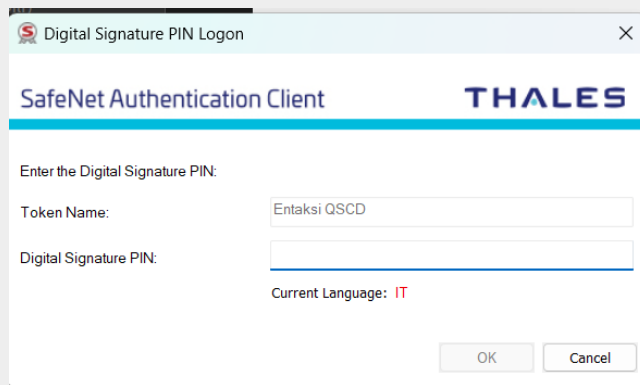 Digital Signature PIN Logon
SafeNet Authentication Client THALES
Enter the Digital Signature PIN:
Token Name: Entaksi QSCD
Digital Signature PIN:
Current Language: IT
OK Cancel